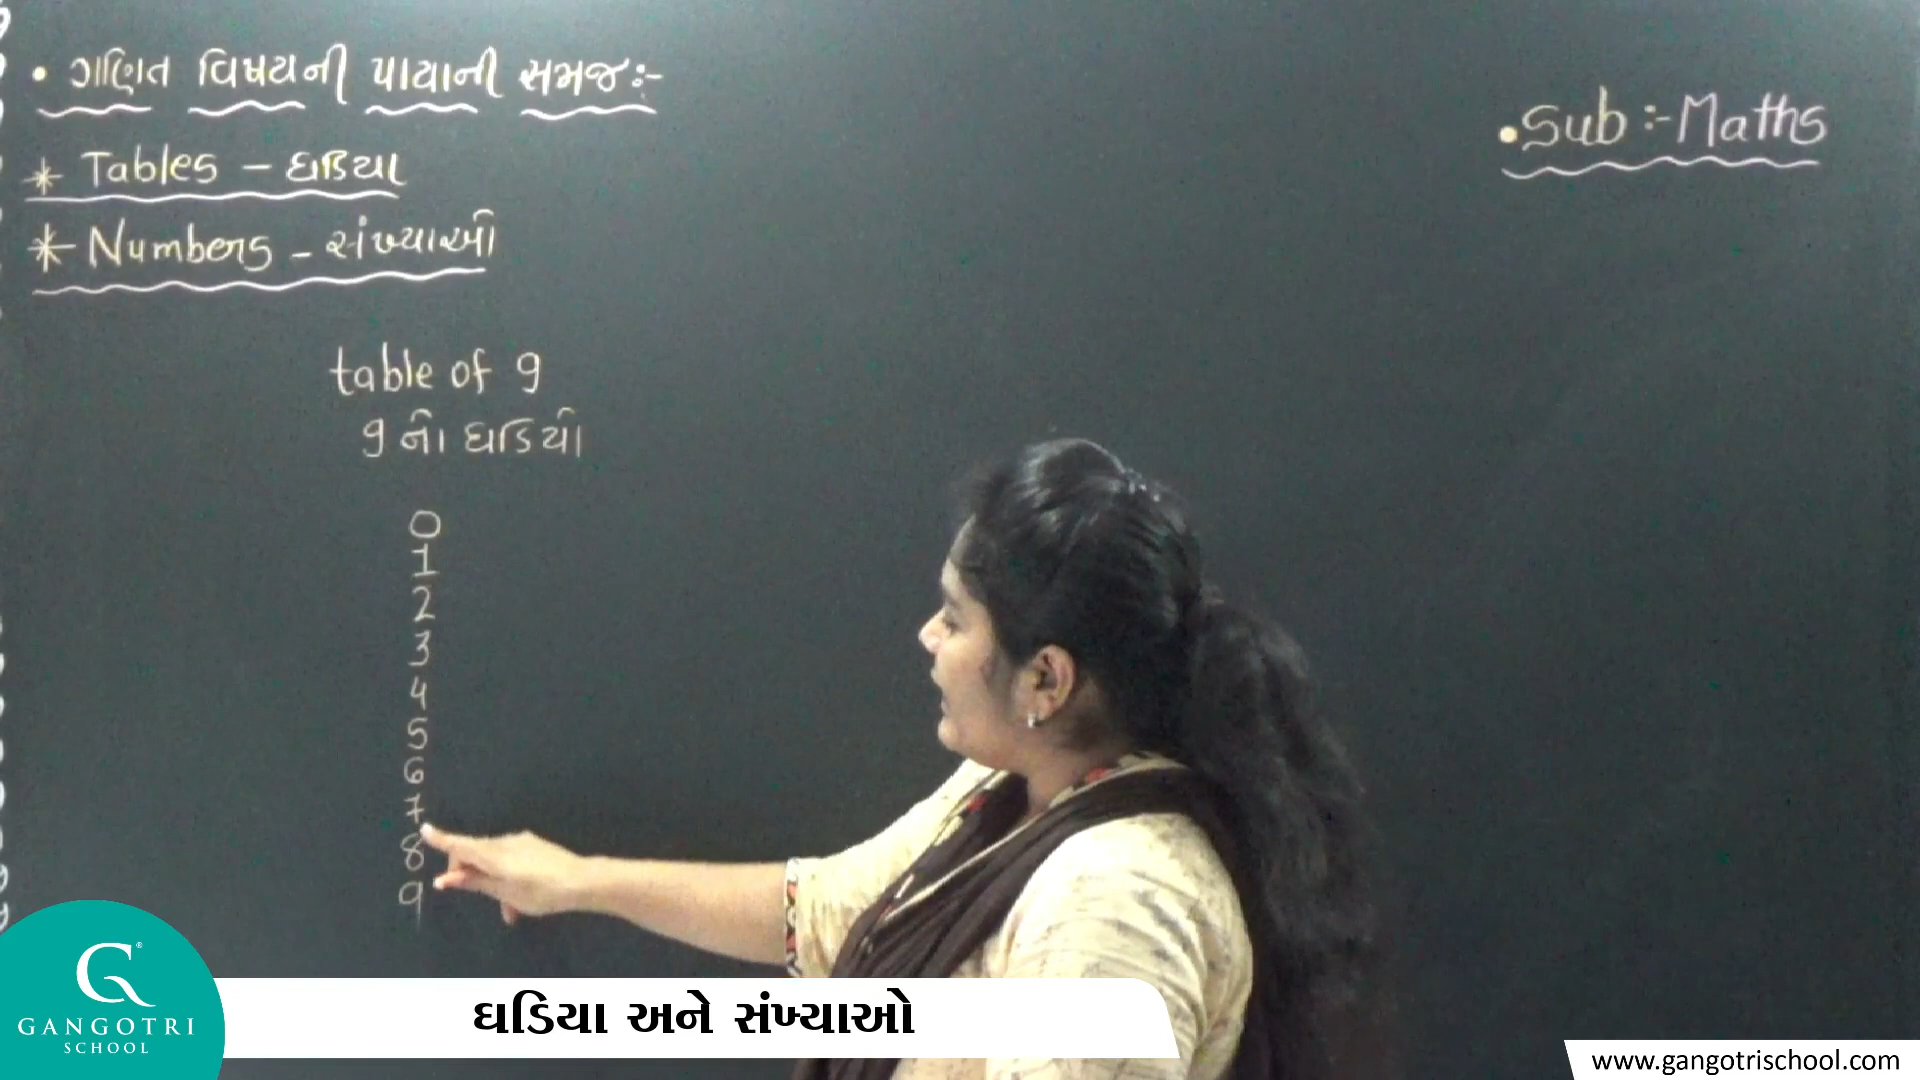 • ગણિત વિષયની પાયાની સમજ :-
* Tables - ઘડિયા
* Numbers - સંખ્યાઓ
• Sub :- Maths
table of 9
9 નો ઘડિયો
0
1
2
3
4
5
6
7
8
9
G®
GANGOTRI
SCHOOL
ઘડિયા અને સંખ્યાઓ
www.gangotrischool.com